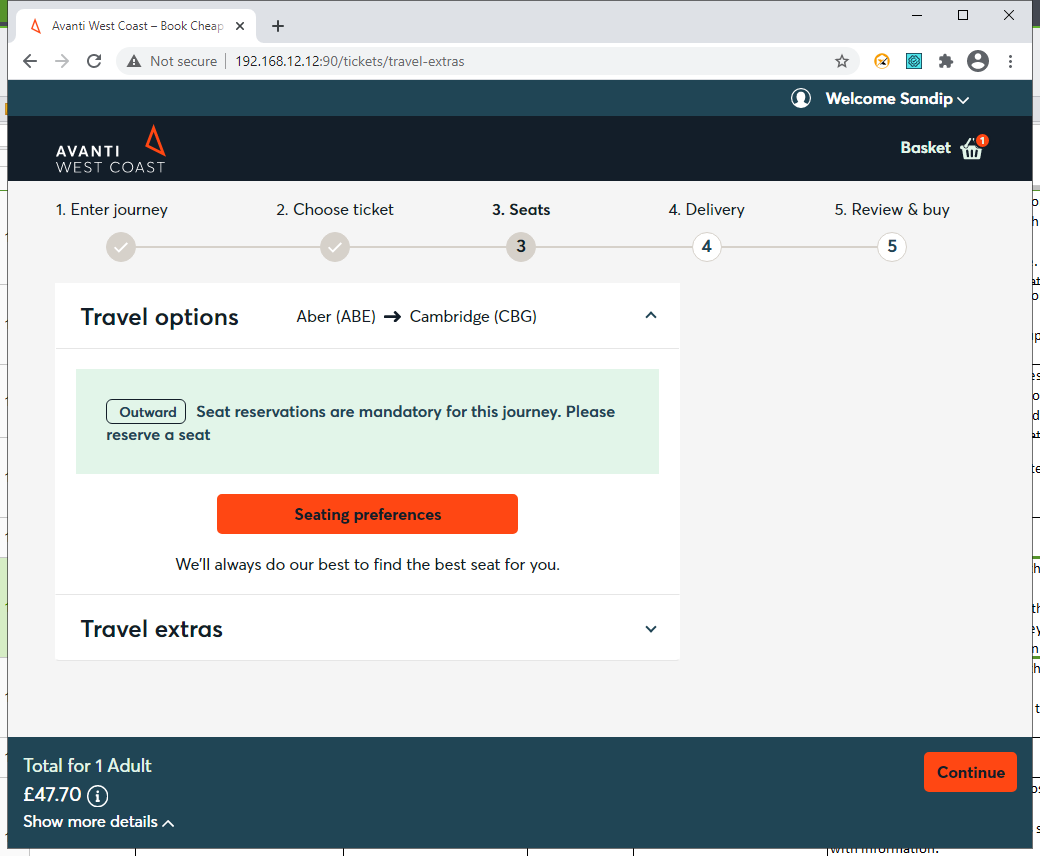 Avanti West Coast – Book Cheap
Not secure | 192.168.12.12:90/tickets/travel-extras
Welcome Sandip
AVANTI
WEST COAST
Basket 1
1. Enter journey 2. Choose ticket 3. Seats 4. Delivery 5. Review & buy
3 4 5
Travel options Aber (ABE) → Cambridge (CBG)
Outward Seat reservations are mandatory for this journey. Please
reserve a seat
Seating preferences
We'll always do our best to find the best seat for you.
Travel extras
Total for 1 Adult
£47.70
Continue
Show more details
with information.